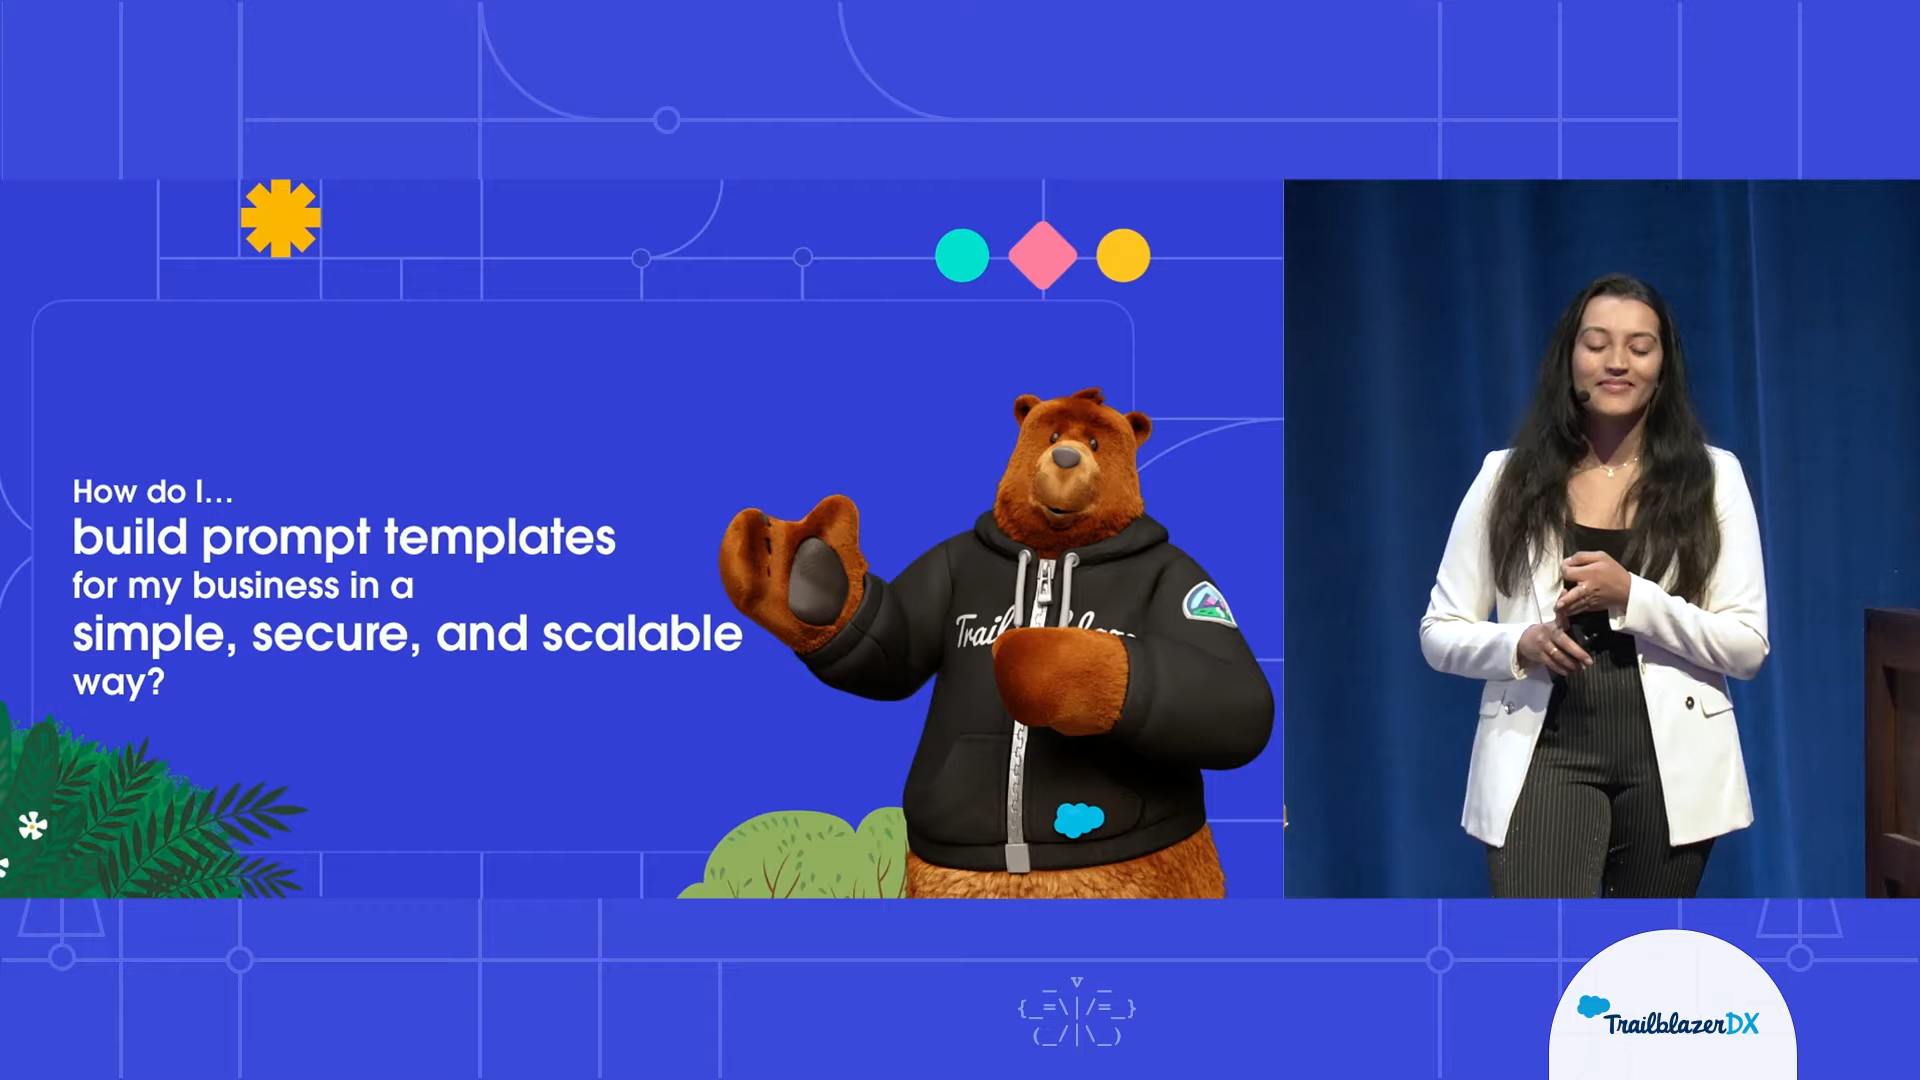 How do I...
build prompt templates
for my business in a
simple, secure, and scalable
way?
TrailblazerDX